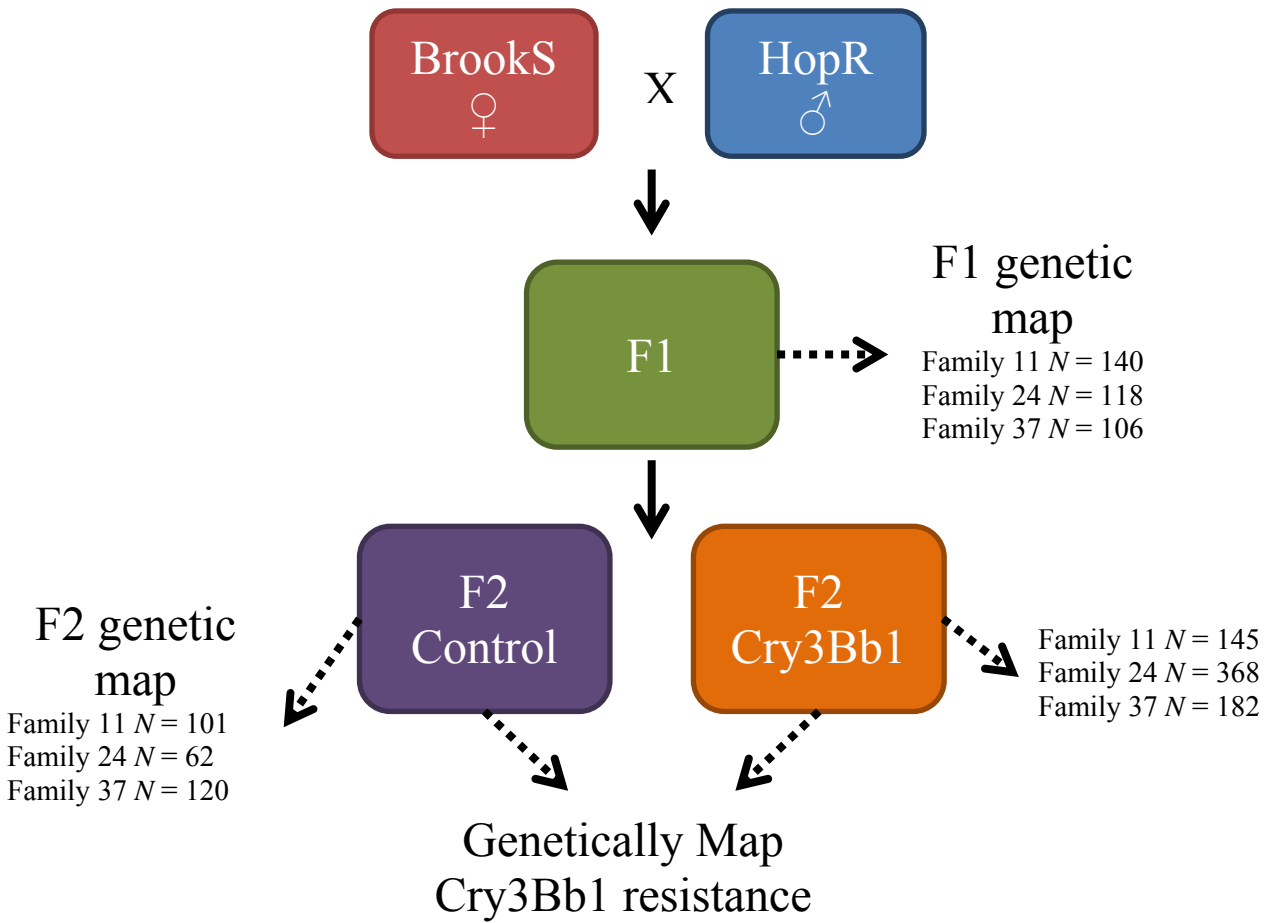 BrookS
♀
X
HopR
♂
F1
F1 genetic
map
Family 11 N = 140
Family 24 N = 118
Family 37 N = 106
F2
Control
F2
Cry3Bb1
F2 genetic
map
Family 11 N = 101
Family 24 N = 62
Family 37 N = 120
Family 11 N = 145
Family 24 N = 368
Family 37 N = 182
Genetically Map
Cry3Bb1 resistance